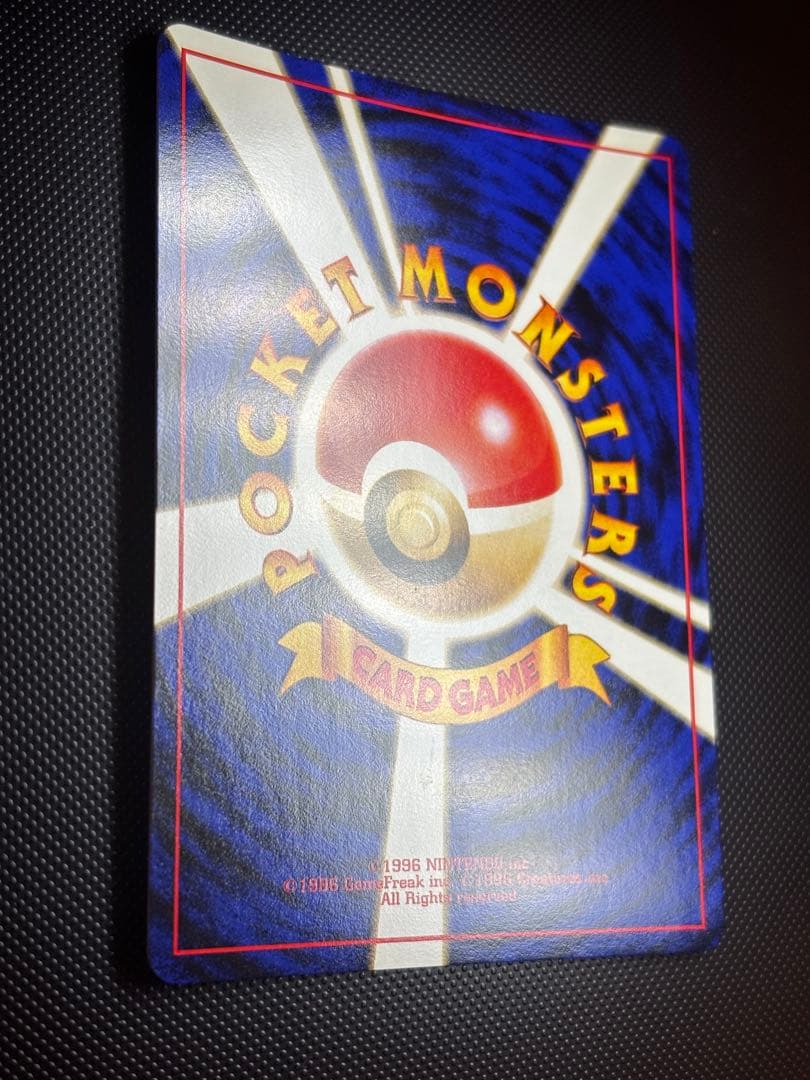 POCKET MONSTERS
CARD GAME
©1996 NINTENDO inc
©1996 GameFreak inc ©1996 Creatures inc
All Rights reserved